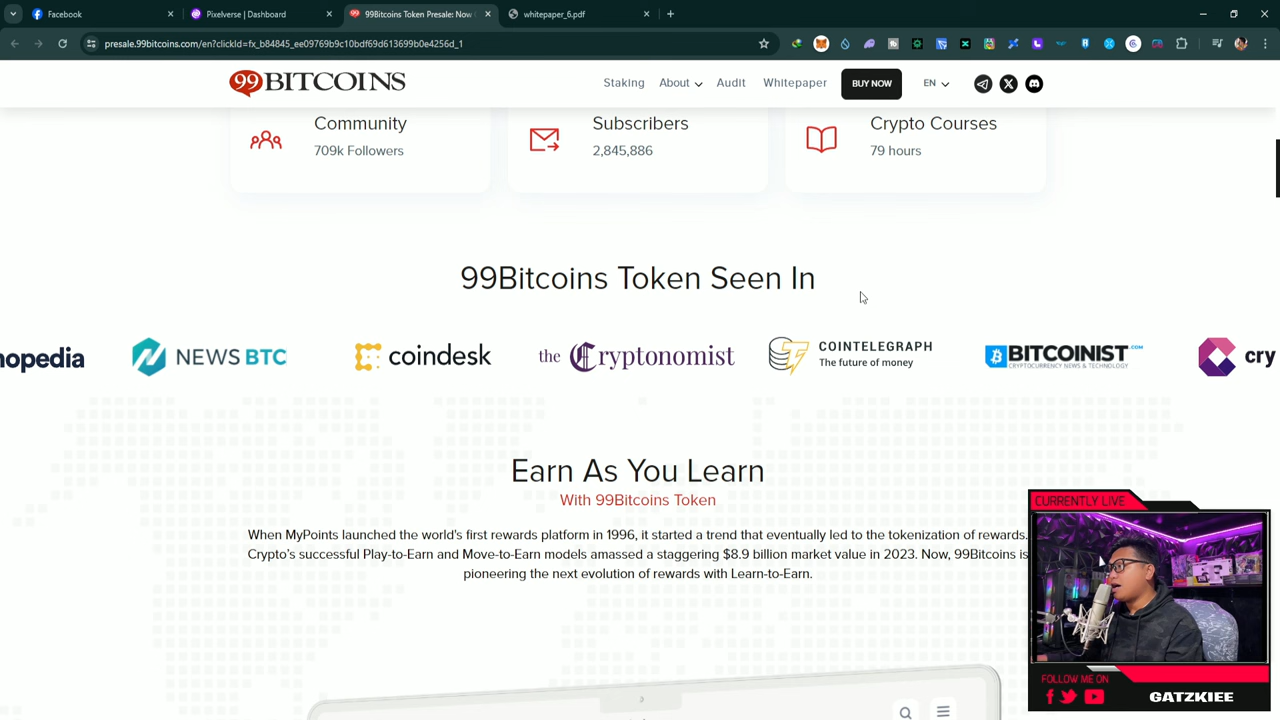 Facebook
Pixelverse | Dashboard
99Bitcoins Token Presale: Now
whitepaper_6.pdf
presale.99bitcoins.com/en?clickId=fx_b84845_ee09769b9c10bdf69d613699b0e4256d_1
99BITCOINS
Staking
About
Audit
Whitepaper
BUY NOW
EN
Community
709k Followers
Subscribers
2,845,886
Crypto Courses
79 hours
99Bitcoins Token Seen In
nopedia
NEWS BTC
coindesk
the Cryptonomist
COINTELEGRAPH
The future of money
BITCOINIST.COM
CRYPTOCURRENCY NEWS & TECHNOLOGY
cry
Earn As You Learn
With 99Bitcoins Token
When MyPoints launched the world's first rewards platform in 1996, it started a trend that eventually led to the tokenization of rewards.
Crypto's successful Play-to-Earn and Move-to-Earn models amassed a staggering $8.9 billion market value in 2023. Now, 99Bitcoins is
pioneering the next evolution of rewards with Learn-to-Earn.
CURRENTLY LIVE
FOLLOW ME ON
GATZKIEE